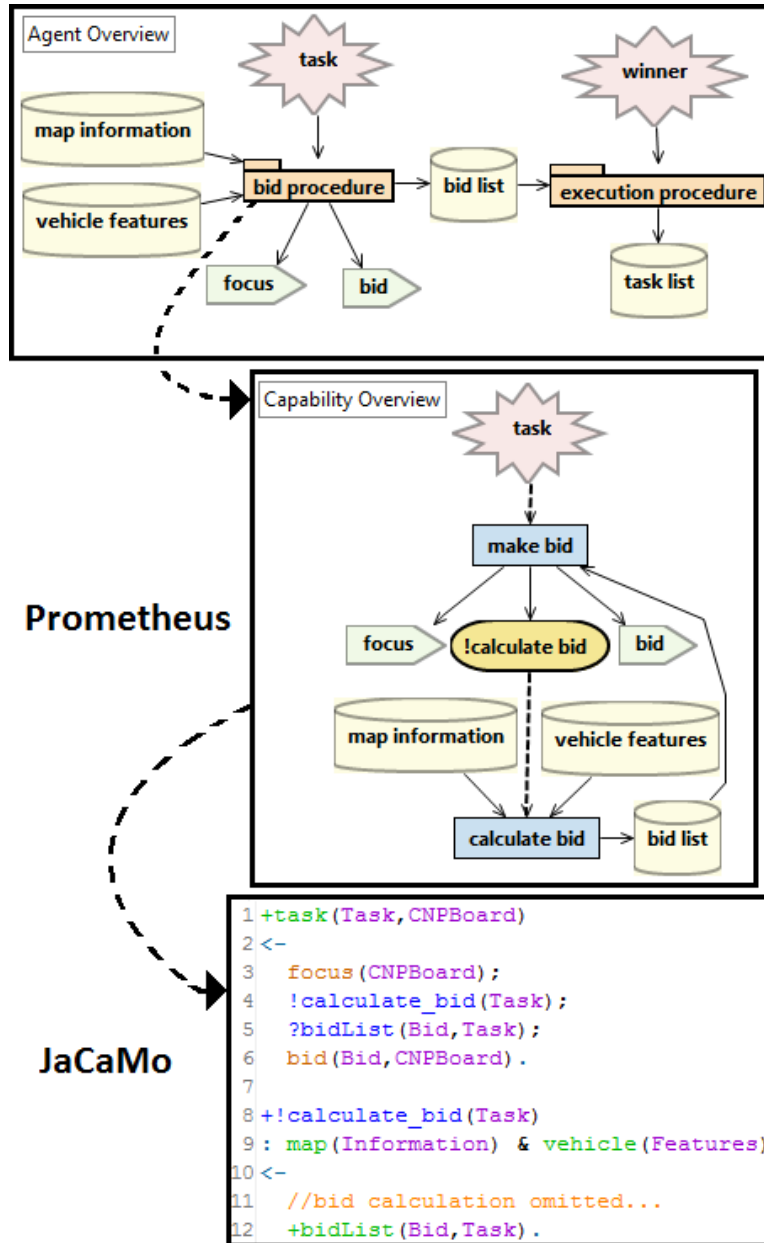 Agent Overview
task
winner
map information
bid procedure
bid list
execution procedure
vehicle features
focus
bid
task list
Capability Overview
task
make bid
Prometheus
focus
!calculate bid
bid
map information
vehicle features
calculate bid
bid list
JaCaMo
1 +task(Task,CNPBoard)
2 <-
3 focus(CNPBoard);
4 !calculate_bid(Task);
5 ?bidList(Bid,Task);
6 bid(Bid,CNPBoard).
7
8 +!calculate_bid(Task)
9 : map(Information) & vehicle(Features)
10 <-
11 //bid calculation omitted...
12 +bidList(Bid,Task).